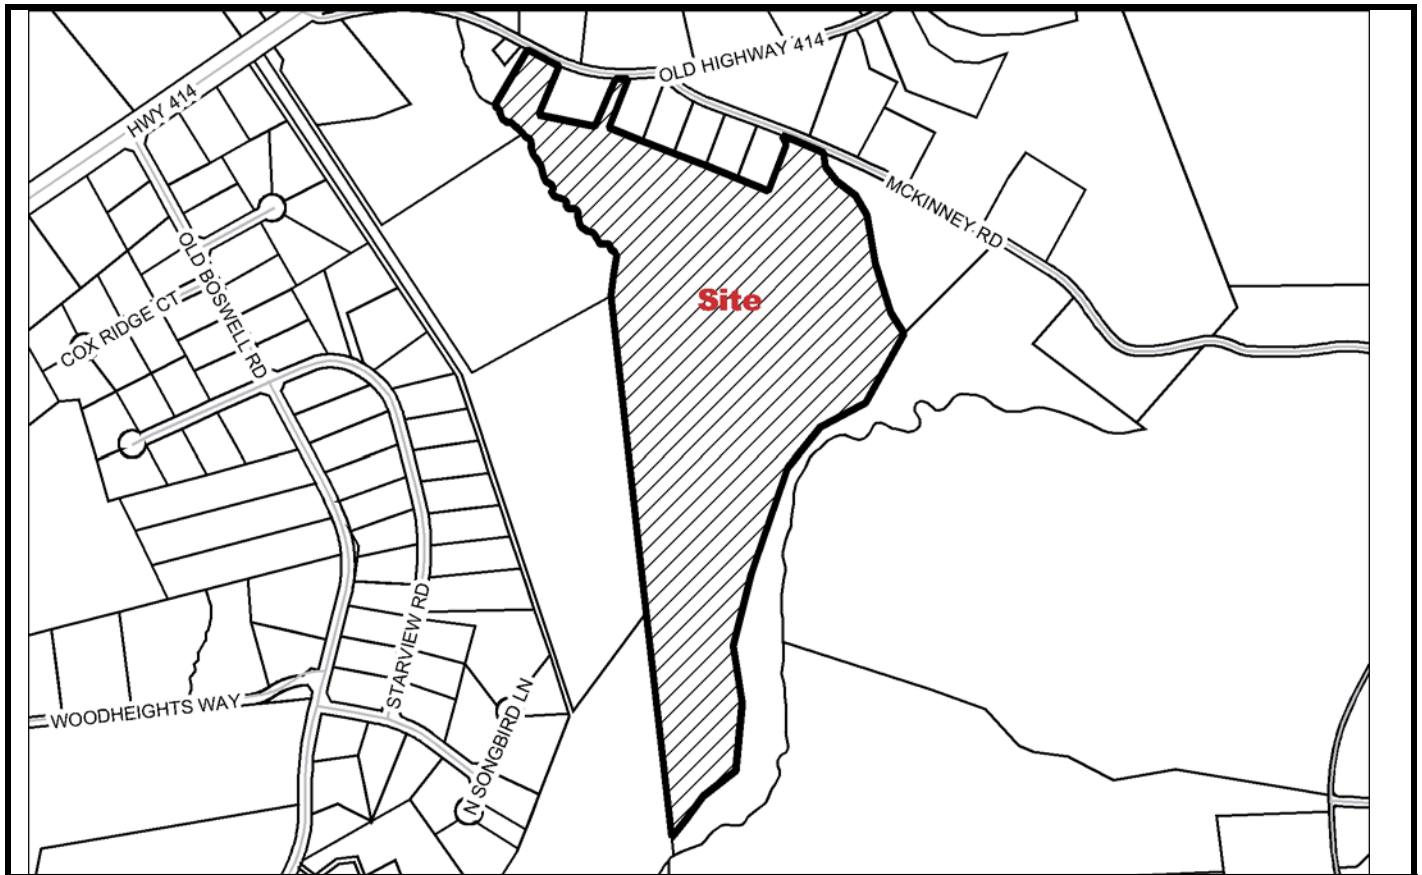 OLD HIGHWAY 414
HWY 414
MCKINNEY RD
OLD BOSWELL RD
Site
COX RIDGE CT
STARVIEW RD
WOODHEIGHTS WAY
N SONGBIRD LN